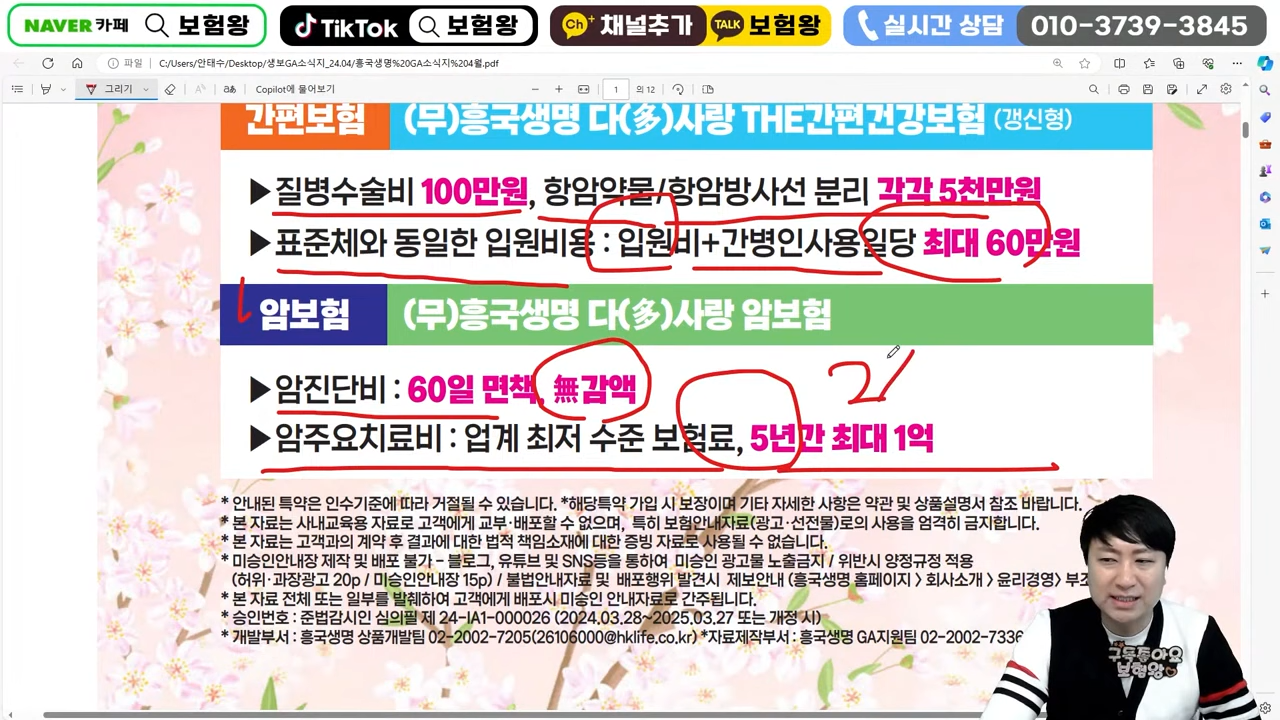 NAVER 카페 보험왕 TikTok 보험왕 Ch+ 채널추가 TALK 보험왕 실시간 상담 010-3739-3845
파일 C:/Users/안태수/Desktop/생보GA소식지_24.04/흥국생명%20GA소식지%204월.pdf
그리기 aあ Copilot에 물어보기 1 의 12
간편보험 (무)흥국생명 다(多)사랑 THE간편건강보험 (갱신형)
▶질병수술비 100만원, 항암약물/항암방사선 분리 각각 5천만원
▶표준체와 동일한 입원비용 : 입원비+간병인사용일당 최대 60만원
암보험 (무)흥국생명 다(多)사랑 암보험
▶암진단비 : 60일 면책, 無감액
▶암주요치료비 : 업계 최저 수준 보험료, 5년간 최대 1억
* 안내된 특약은 인수기준에 따라 거절될 수 있습니다. *해당특약 가입 시 보장이며 기타 자세한 사항은 약관 및 상품설명서 참조 바랍니다.
* 본 자료는 사내교육용 자료로 고객에게 교부·배포할 수 없으며, 특히 보험안내자료(광고·선전물)로의 사용을 엄격히 금지합니다.
* 본 자료는 고객과의 계약 후 결과에 대한 법적 책임소재에 대한 증빙 자료로 사용될 수 없습니다.
* 미승인안내장 제작 및 배포 불가 – 블로그, 유튜브 및 SNS등을 통하여 미승인 광고물 노출금지 / 위반시 양정규정 적용
(허위·과장광고 20p / 미승인안내장 15p) / 불법안내자료 및 배포행위 발견시 제보안내 (흥국생명 홈페이지 > 회사소개 > 윤리경영> 부조
* 본 자료 전체 또는 일부를 발췌하여 고객에게 배포시 미승인 안내자료로 간주됩니다.
* 승인번호 : 준법감시인 심의필 제 24-IA1-000026 (2024.03.28~2025.03.27 또는 개정 시)
* 개발부서 : 흥국생명 상품개발팀 02-2002-7205(26106000@hklife.co.kr) *자료제작부서 : 흥국생명 GA지원팀 02-2002-7336
구독좋아요
보험왕